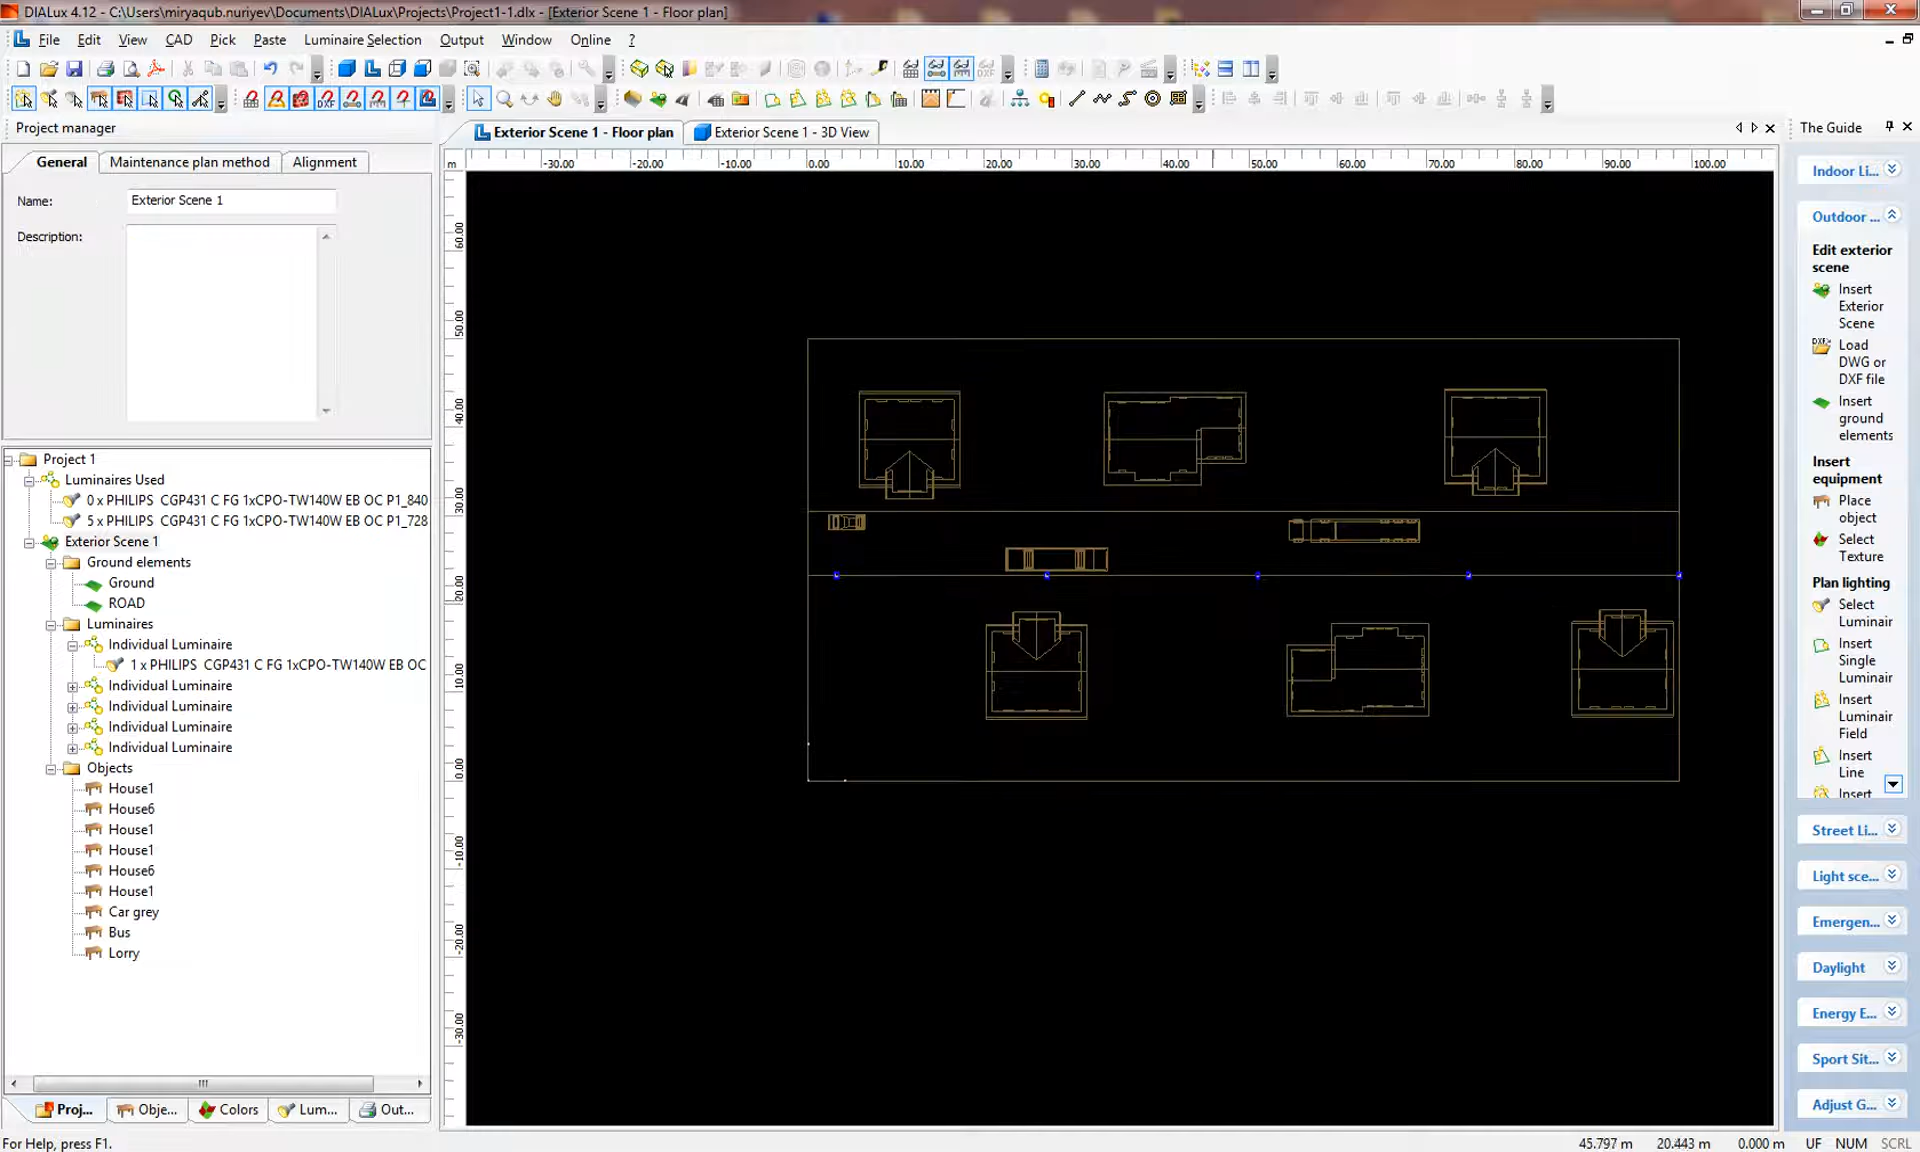 DIALux 4.12 - C:\Users\miryaqub.nuriyev\Documents\DIALux\Projects\Project1-1.dlx - [Exterior Scene 1 - Floor plan]
File Edit View CAD Pick Paste Luminaire Selection Output Window Online ?
Project manager
General Maintenance plan method Alignment
Name: Exterior Scene 1
Description:
Project 1
Luminaires Used
0 x PHILIPS CGP431 C FG 1xCPO-TW140W EB OC P1_840
5 x PHILIPS CGP431 C FG 1xCPO-TW140W EB OC P1_728
Exterior Scene 1
Ground elements
Ground
ROAD
Luminaires
Individual Luminaire
1 x PHILIPS CGP431 C FG 1xCPO-TW140W EB OC
Individual Luminaire
Individual Luminaire
Individual Luminaire
Individual Luminaire
Objects
House1
House6
House1
House1
House6
House1
Car grey
Bus
Lorry
Proj... Obje... Colors Lum... Out...
For Help, press F1.
Exterior Scene 1 - Floor plan Exterior Scene 1 - 3D View
m -30.00 -20.00 -10.00 0.00 10.00 20.00 30.00 40.00 50.00 60.00 70.00 80.00 90.00 100.00
60.00
50.00
40.00
30.00
20.00
10.00
0.00
-10.00
-20.00
-30.00
The Guide
Indoor Li...
Outdoor ...
Edit exterior
scene
Insert
Exterior
Scene
Load
DWG or
DXF file
Insert
ground
elements
Insert
equipment
Place
object
Select
Texture
Plan lighting
Select
Luminair
Insert
Single
Luminair
Insert
Luminair
Field
Insert
Line
Insert
Street Li...
Light sce...
Emergen...
Daylight
Energy E...
Sport Sit...
Adjust G...
45.797 m 20.443 m 0.000 m UF NUM SCRL